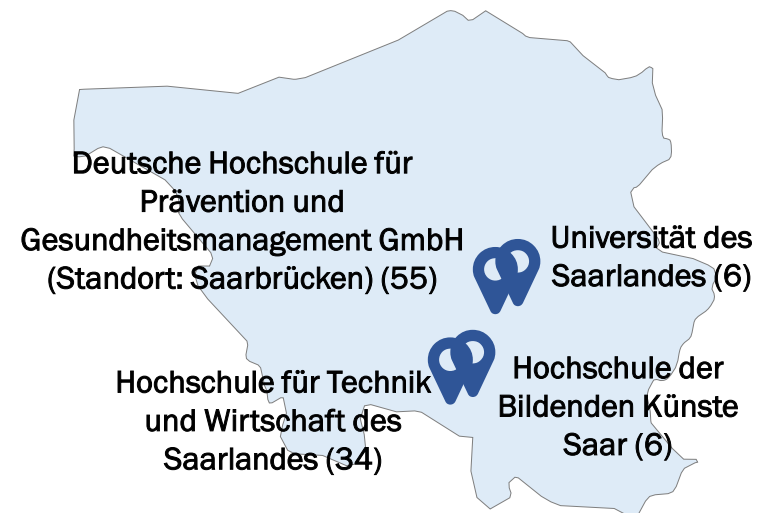 Deutsche Hochschule für
Prävention und
Gesundheitsmanagement GmbH
(Standort: Saarbrücken) (55)
Universität des
Saarlandes (6)
Hochschule für Technik
und Wirtschaft des
Saarlandes (34)
Hochschule der
Bildenden Künste
Saar (6)